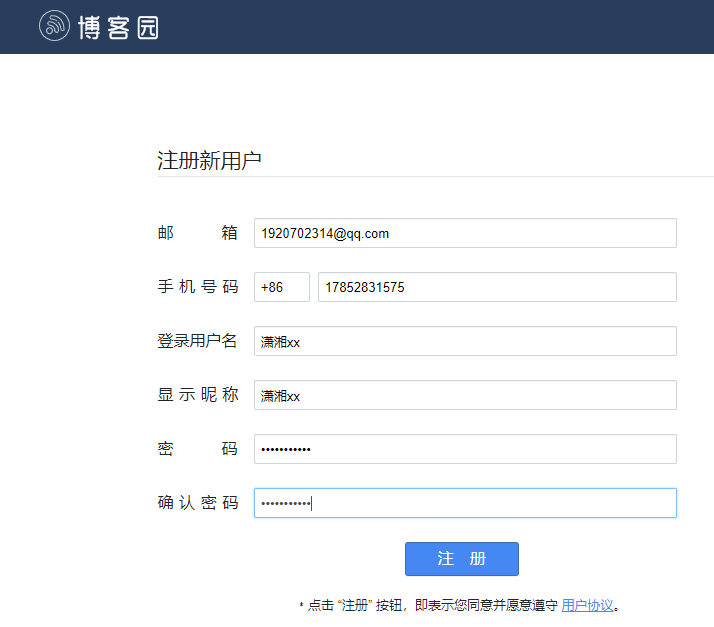 博客园
注册新用户
邮 箱 1920702314@qq.com
手机号码 +86 17852831575
登录用户名 潇湘xx
显示昵称 潇湘xx
密 码 •••••••••••
确认密码 •••••••••••
注 册
* 点击 “注册” 按钮，即表示您同意并愿意遵守 用户协议。